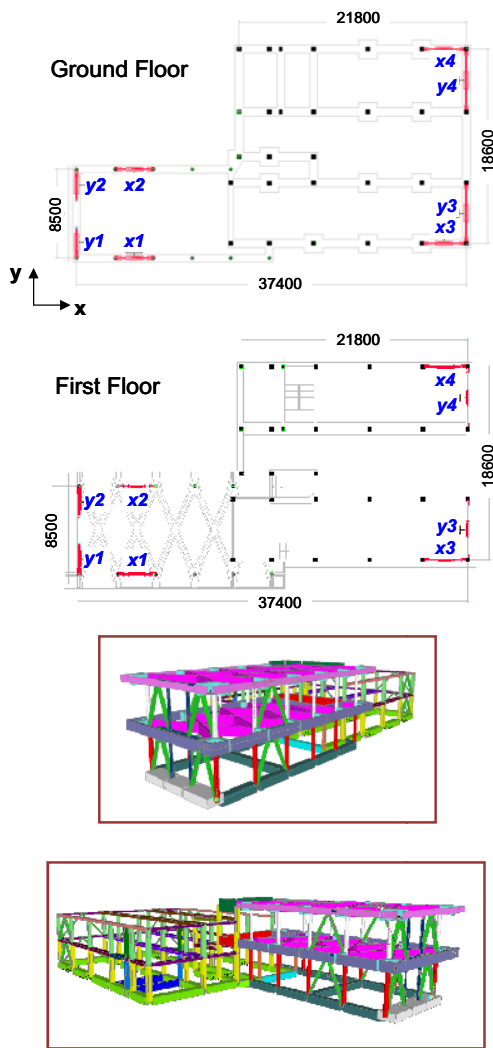 21800
Ground Floor
x4
y4
18600
8500
y2 x2
y3
x3
y1 x1
y
x
37400
21800
First Floor
x4
y4
18600
8500
y2 x2
y3
y1 x1
x3
37400